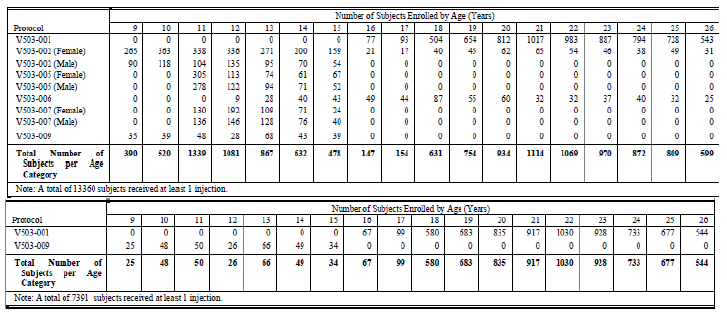 Number of Subjects Enrolled by Age (Years)
Protocol 9 10 11 12 13 14 15 16 17 18 19 20 21 22 23 24 25 26
V503-001 0 0 0 0 0 0 0 77 93 504 654 812 1017 983 887 794 728 543
V503-002 (Female) 265 363 338 336 271 200 159 21 17 40 45 62 65 54 46 38 49 31
V503-002 (Male) 90 118 104 135 95 70 54 0 0 0 0 0 0 0 0 0 0 0
V503-005 (Female) 0 0 305 113 74 61 67 0 0 0 0 0 0 0 0 0 0 0
V503-005 (Male) 0 0 278 122 94 71 52 0 0 0 0 0 0 0 0 0 0 0
V503-006 0 0 0 9 28 40 43 49 44 87 55 60 32 32 37 40 32 25
V503-007 (Female) 0 0 130 192 109 71 24 0 0 0 0 0 0 0 0 0 0 0
V503-007 (Male) 0 0 136 146 128 76 40 0 0 0 0 0 0 0 0 0 0 0
V503-009 35 39 48 28 68 43 39 0 0 0 0 0 0 0 0 0 0 0
Total Number of 390 520 1339 1081 867 632 478 147 154 631 754 934 1114 1069 970 872 809 599
Subjects per Age
Category
Note: A total of 13360 subjects received at least 1 injection.
Number of Subjects Enrolled by Age (Years)
Protocol 9 10 11 12 13 14 15 16 17 18 19 20 21 22 23 24 25 26
V503-001 0 0 0 0 0 0 0 67 99 580 683 835 917 1030 928 733 677 544
V503-009 25 48 50 26 66 49 34 0 0 0 0 0 0 0 0 0 0 0
Total Number of 25 48 50 26 66 49 34 67 99 580 683 835 917 1030 928 733 677 544
Subjects per Age
Category
Note: A total of 7391 subjects received at least 1 injection.